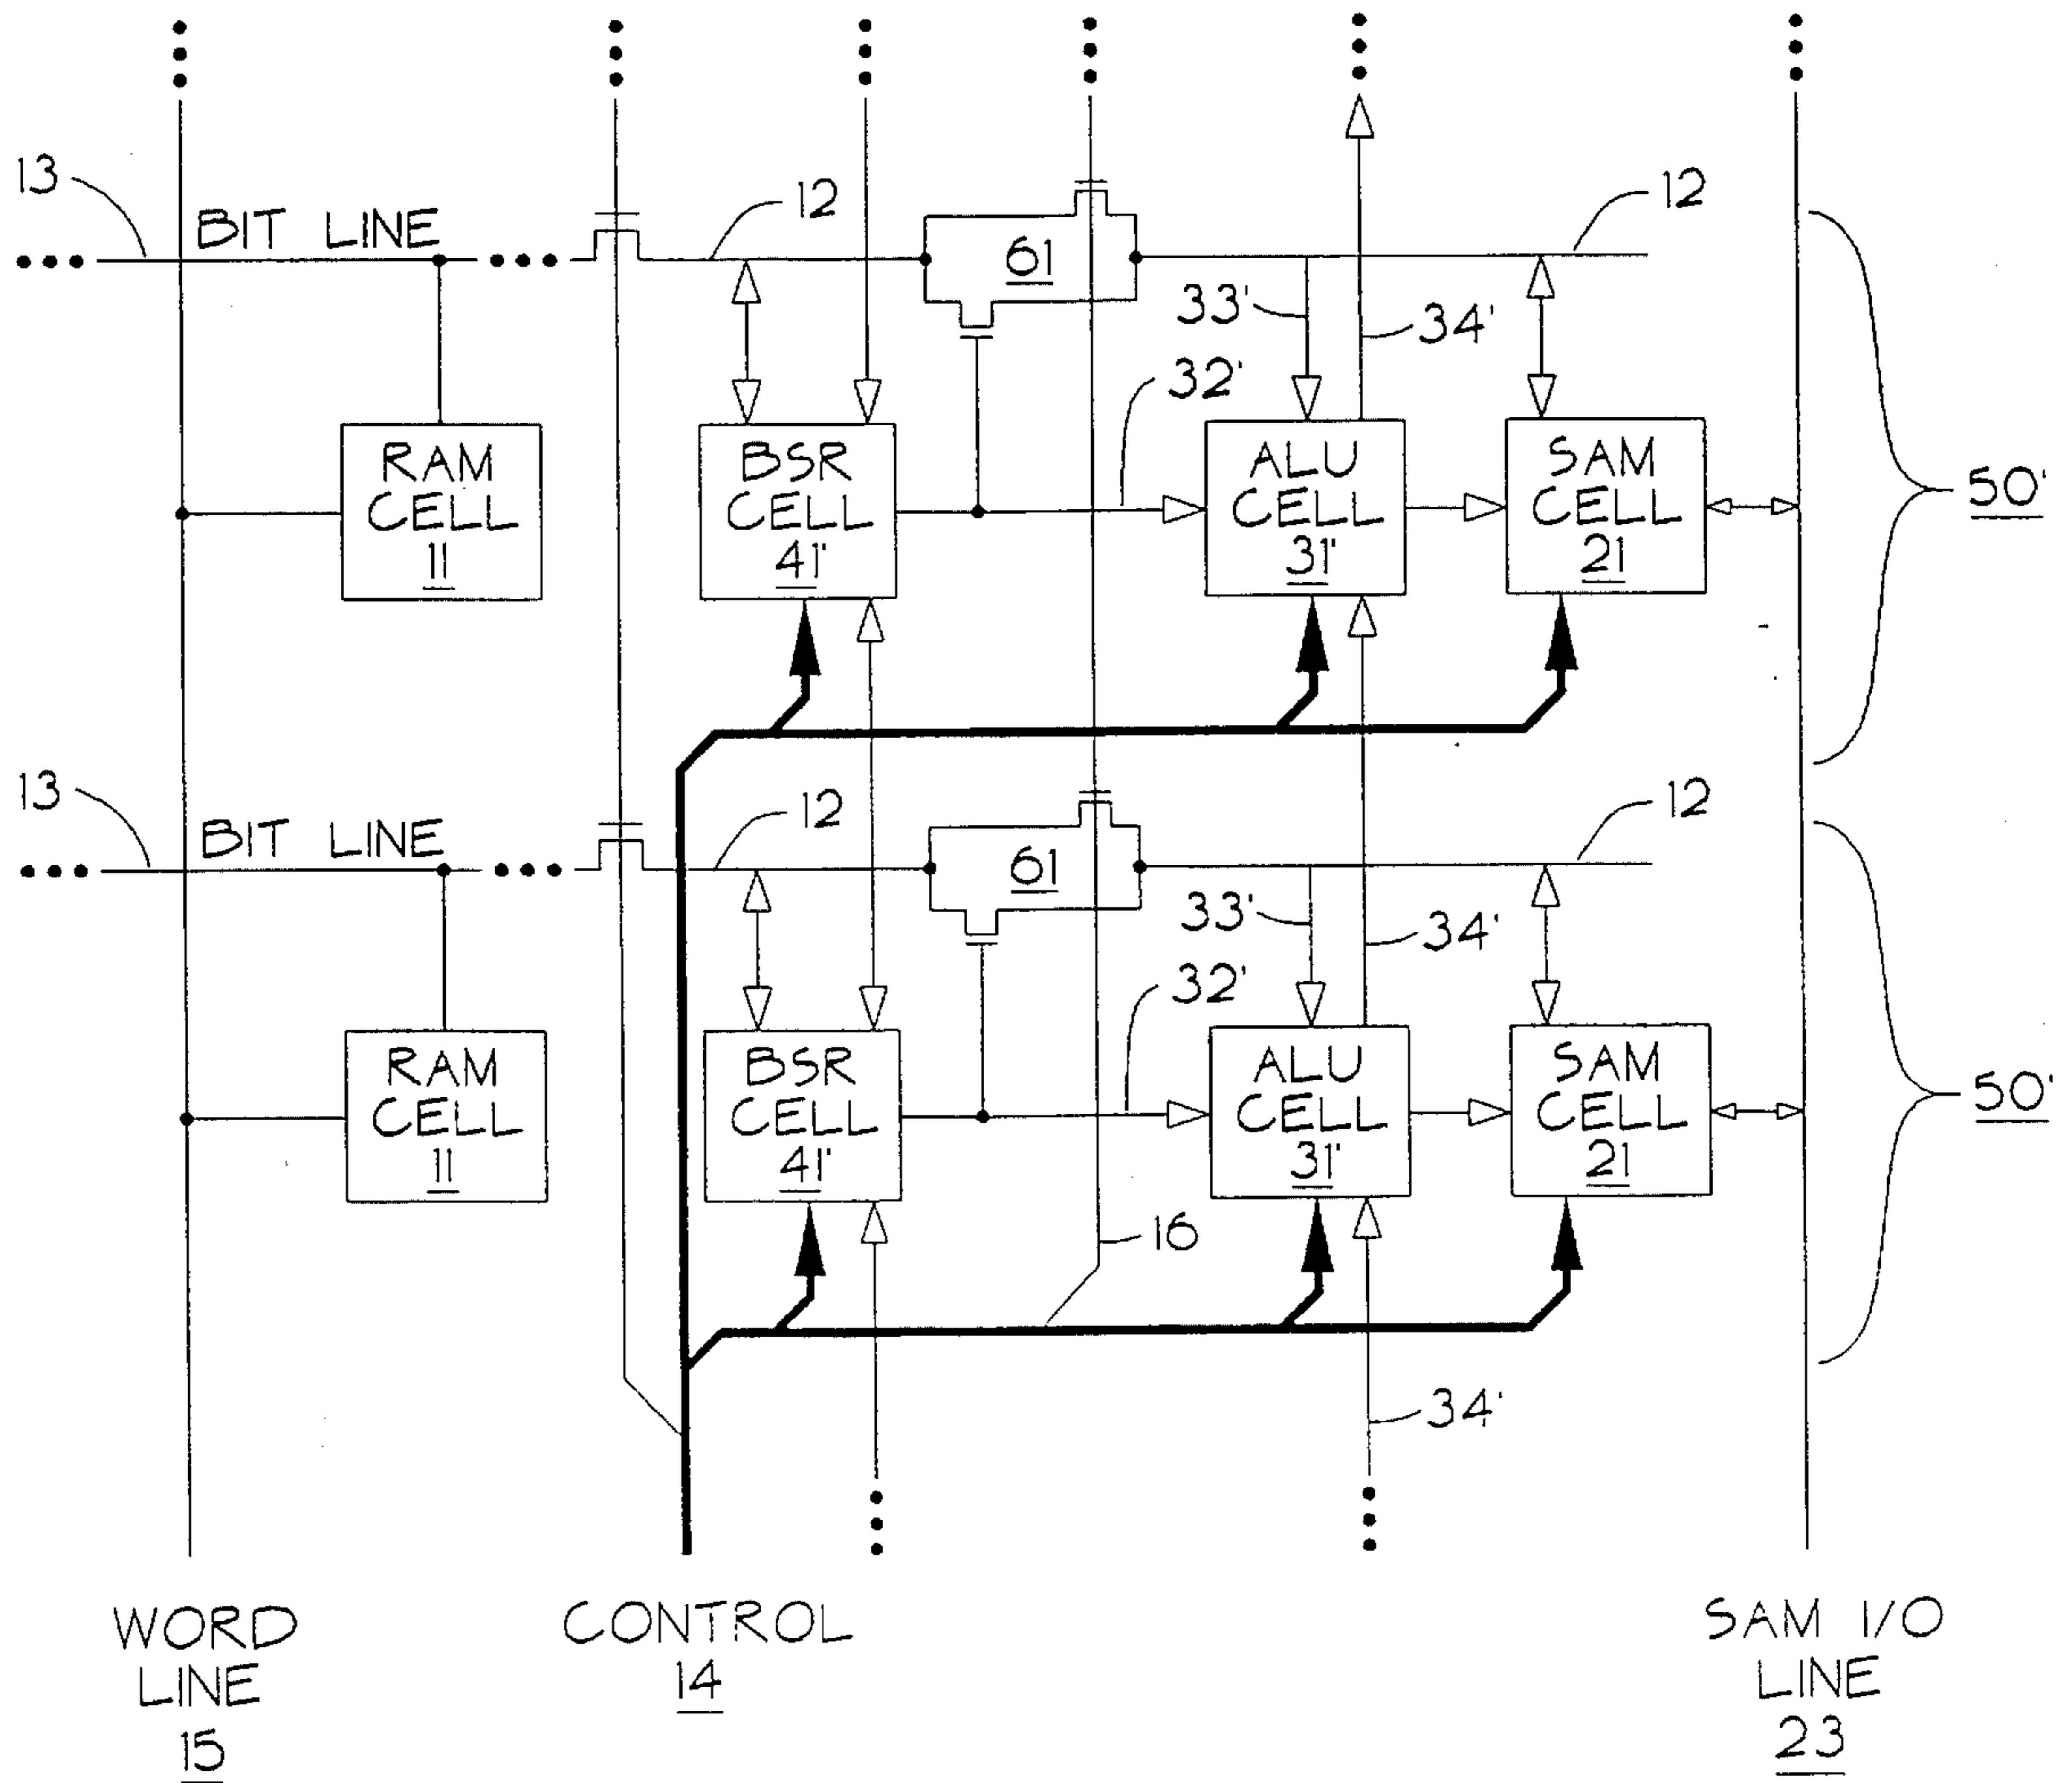 13
BIT LINE
12
61
12
33'
34'
32'
RAM CELL 11
BSR CELL 41'
ALU CELL 31'
SAM CELL 21
50'
13
BIT LINE
12
61
12
33'
34'
32'
RAM CELL 11
BSR CELL 41'
ALU CELL 31'
SAM CELL 21
50'
16
34'
WORD LINE 15
CONTROL 14
SAM I/O LINE 23